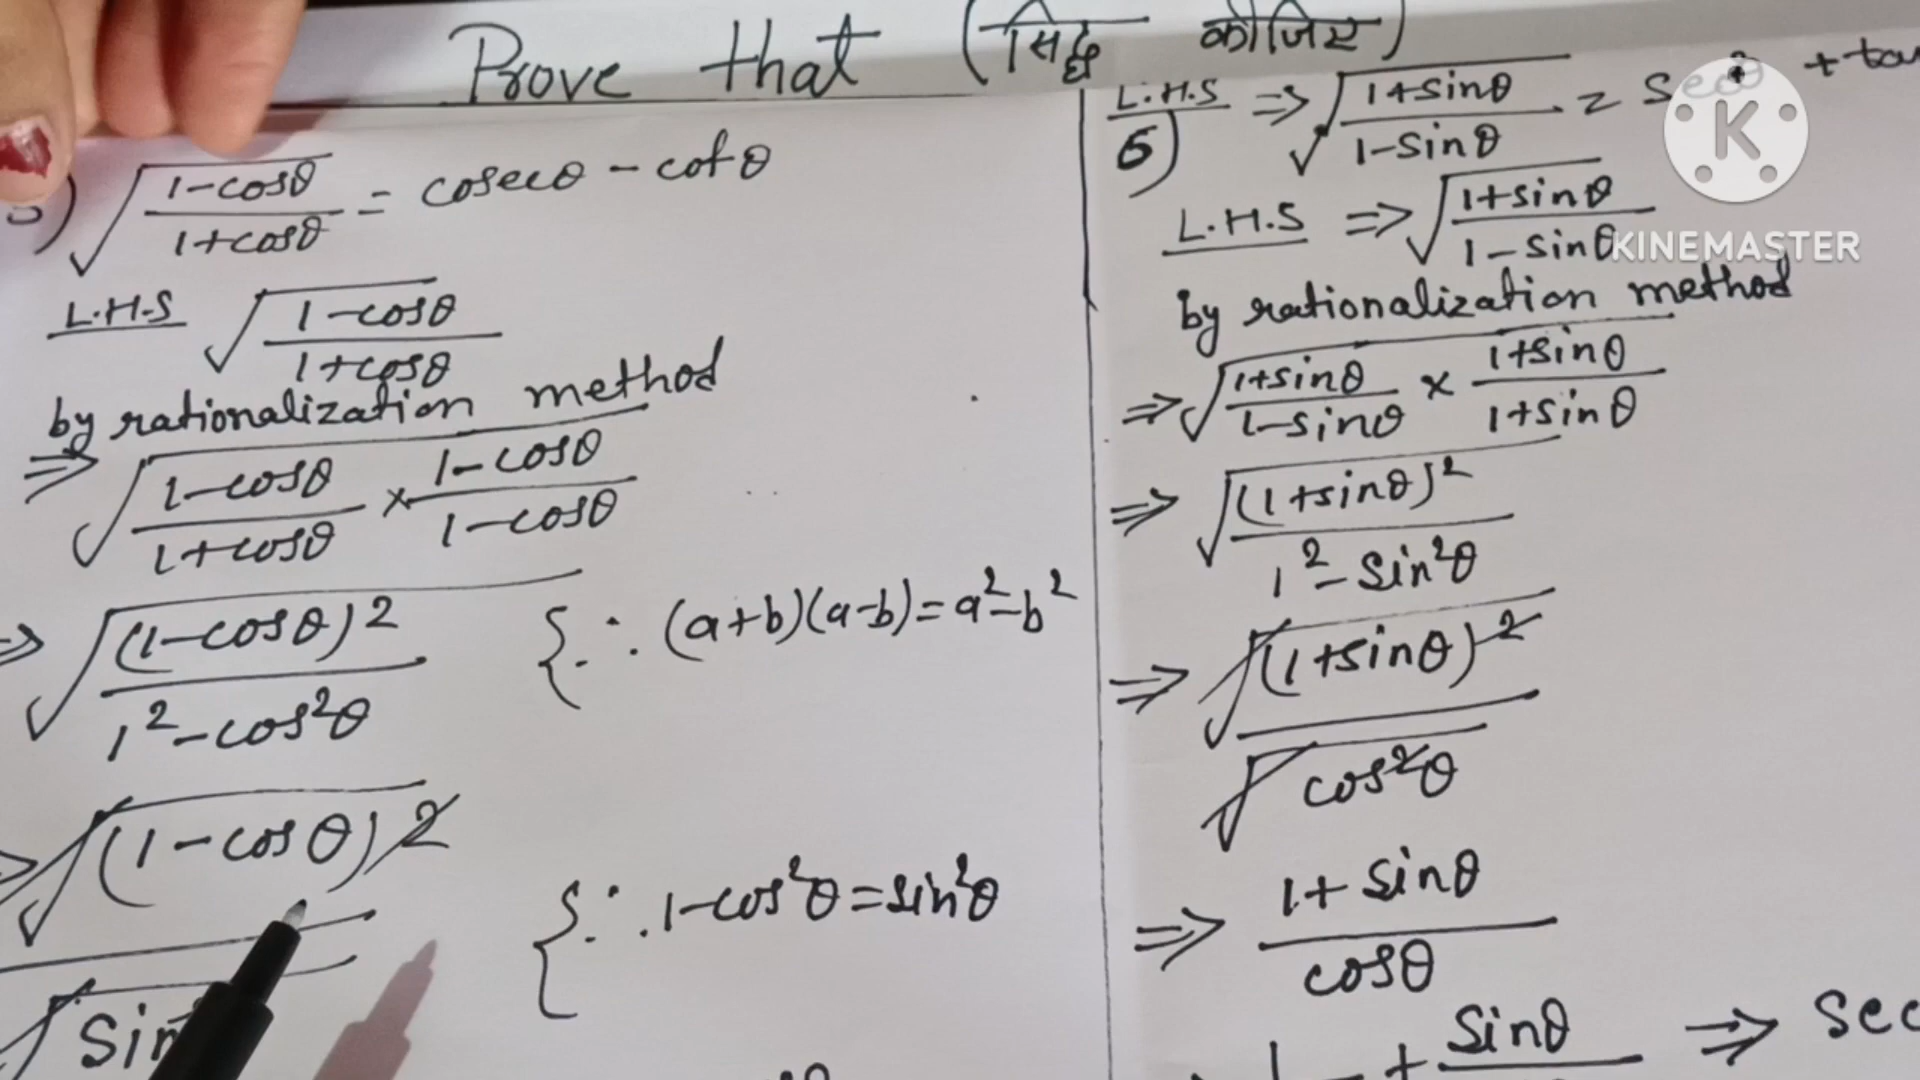 Prove that (सिद्ध कीजिए)
√(1-cosθ / 1+cosθ) = cosecθ - cotθ
L.H.S √(1-cosθ / 1+cosθ)
by rationalization method
⇒ √(1-cosθ / 1+cosθ × 1-cosθ / 1-cosθ)
⇒ √((1-cosθ)² / 1²-cos²θ) {∵ (a+b)(a-b)=a²-b²
⇒ √(1-cosθ)²
{∵ 1-cos²θ=sin²θ
√
L.H.S ⇒ √(1+sinθ / 1-sinθ) =
5)
L.H.S ⇒ √(1+sinθ / 1-sinθ)
by rationalization method
⇒ √(1+sinθ / 1-sinθ × 1+sinθ / 1+sinθ)
⇒ √((1+sinθ)² / 1²-sin²θ)
⇒ √(1+sinθ)² / √cos²θ
⇒ 1+sinθ / cosθ
+ sinθ ⇒
K
KINEMASTER